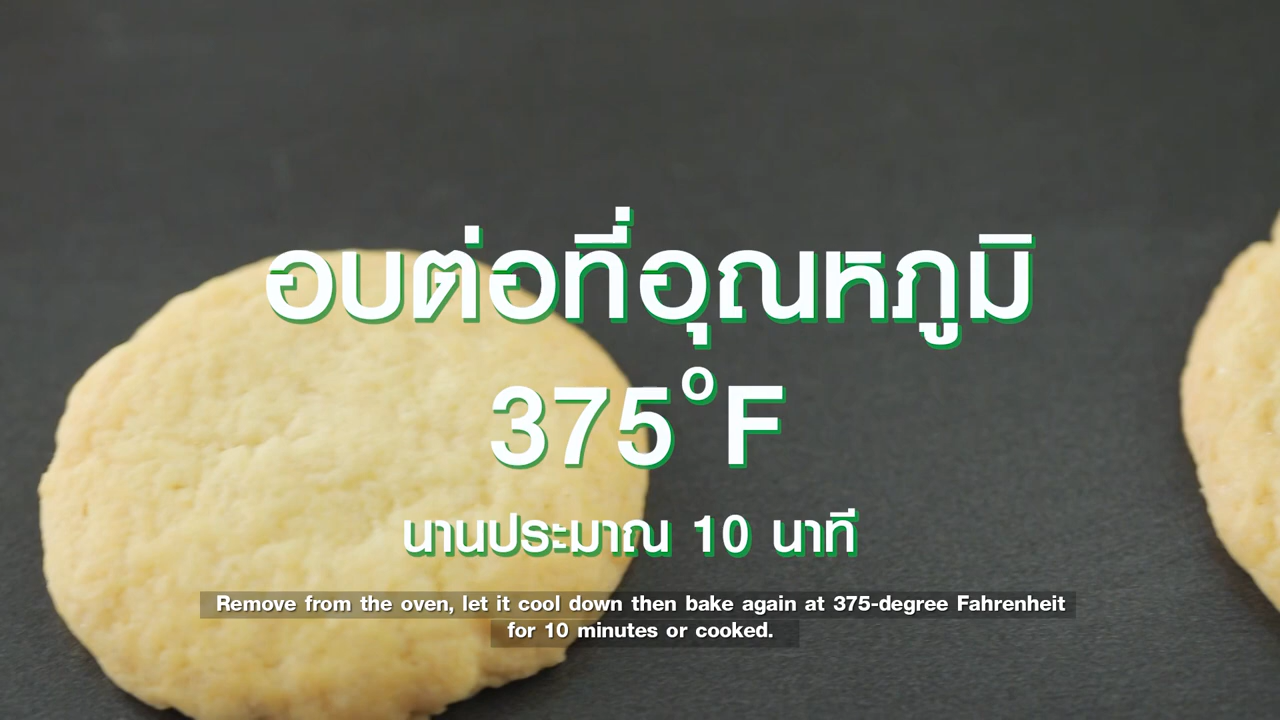 อบต่อที่อุณหภูมิ
375°F
นานประมาณ 10 นาที
Remove from the oven, let it cool down then bake again at 375-degree Fahrenheit
for 10 minutes or cooked.